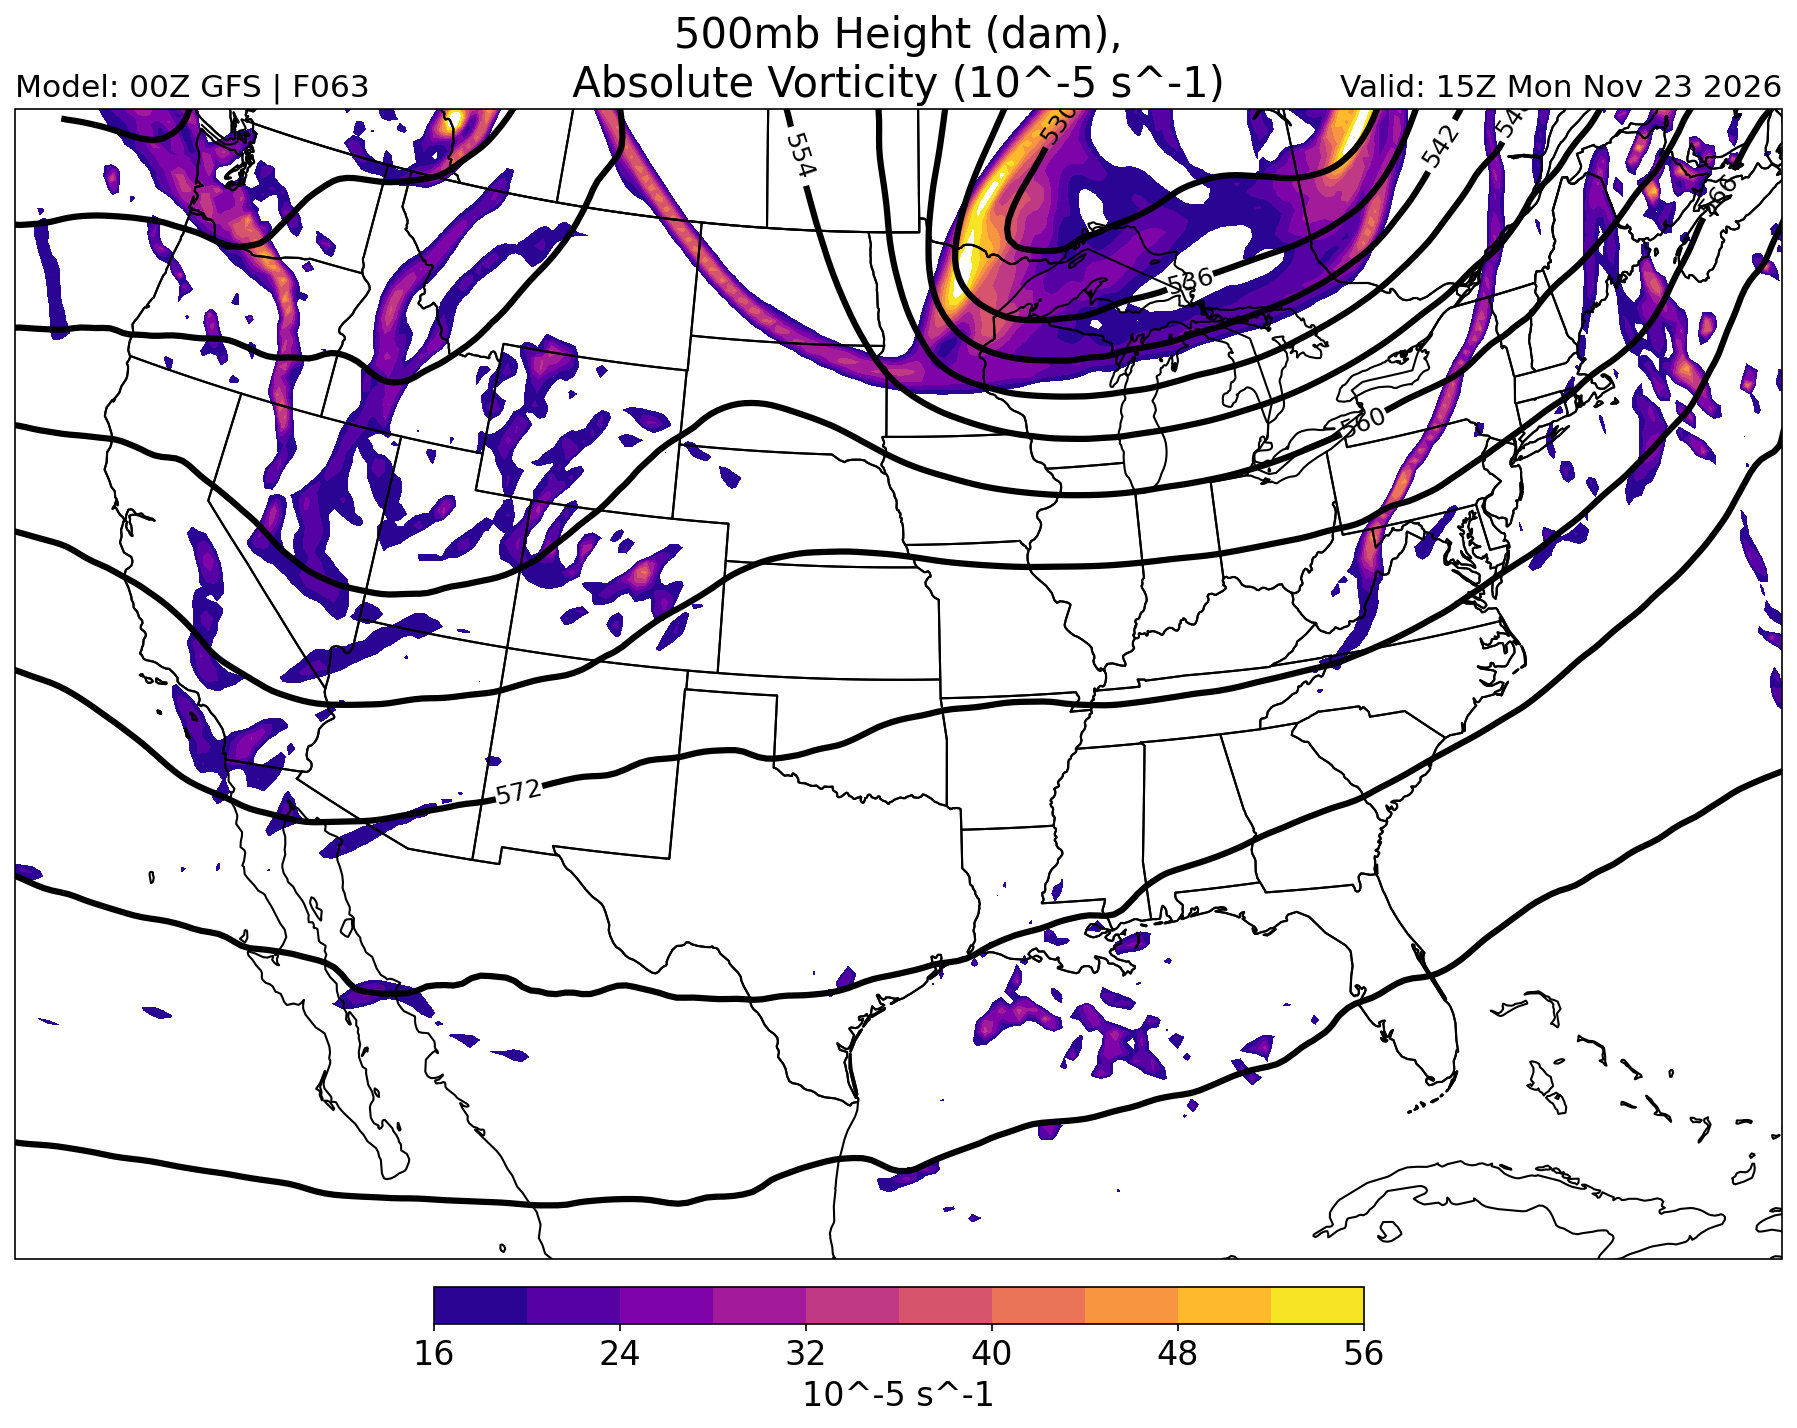 500mb Height (dam),
Absolute Vorticity (10^-5 s^-1)
Model: 00Z GFS | F063
Valid: 15Z Mon Nov 23 2026
530
542
554
536
566
560
572
16 24 32 40 48 56
10^-5 s^-1